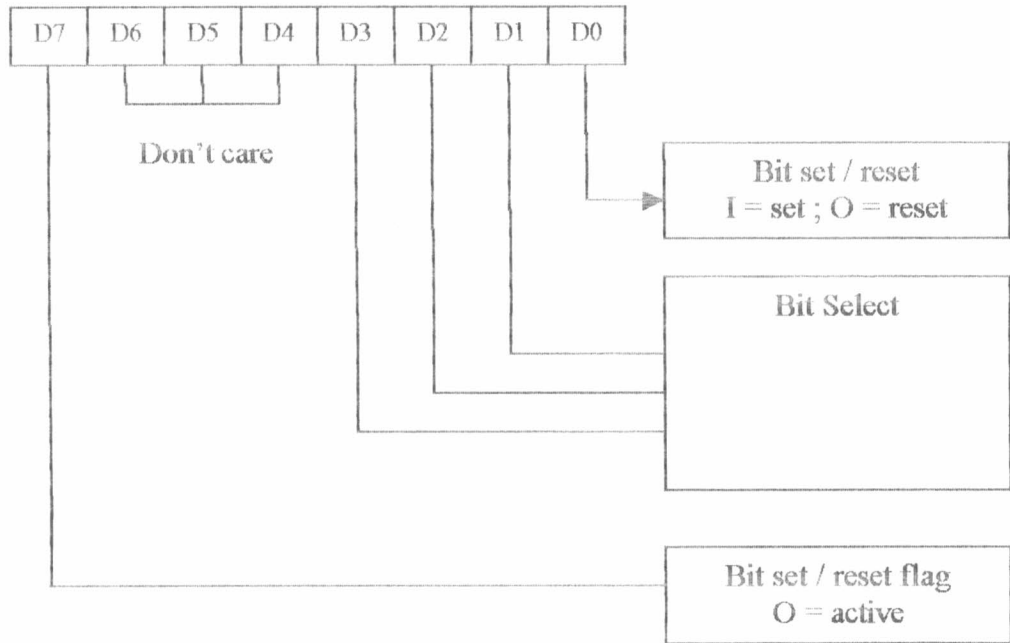 D7 D6 D5 D4 D3 D2 D1 D0
Don't care
Bit set / reset
I = set ; O = reset
Bit Select
Bit set / reset flag
O = active